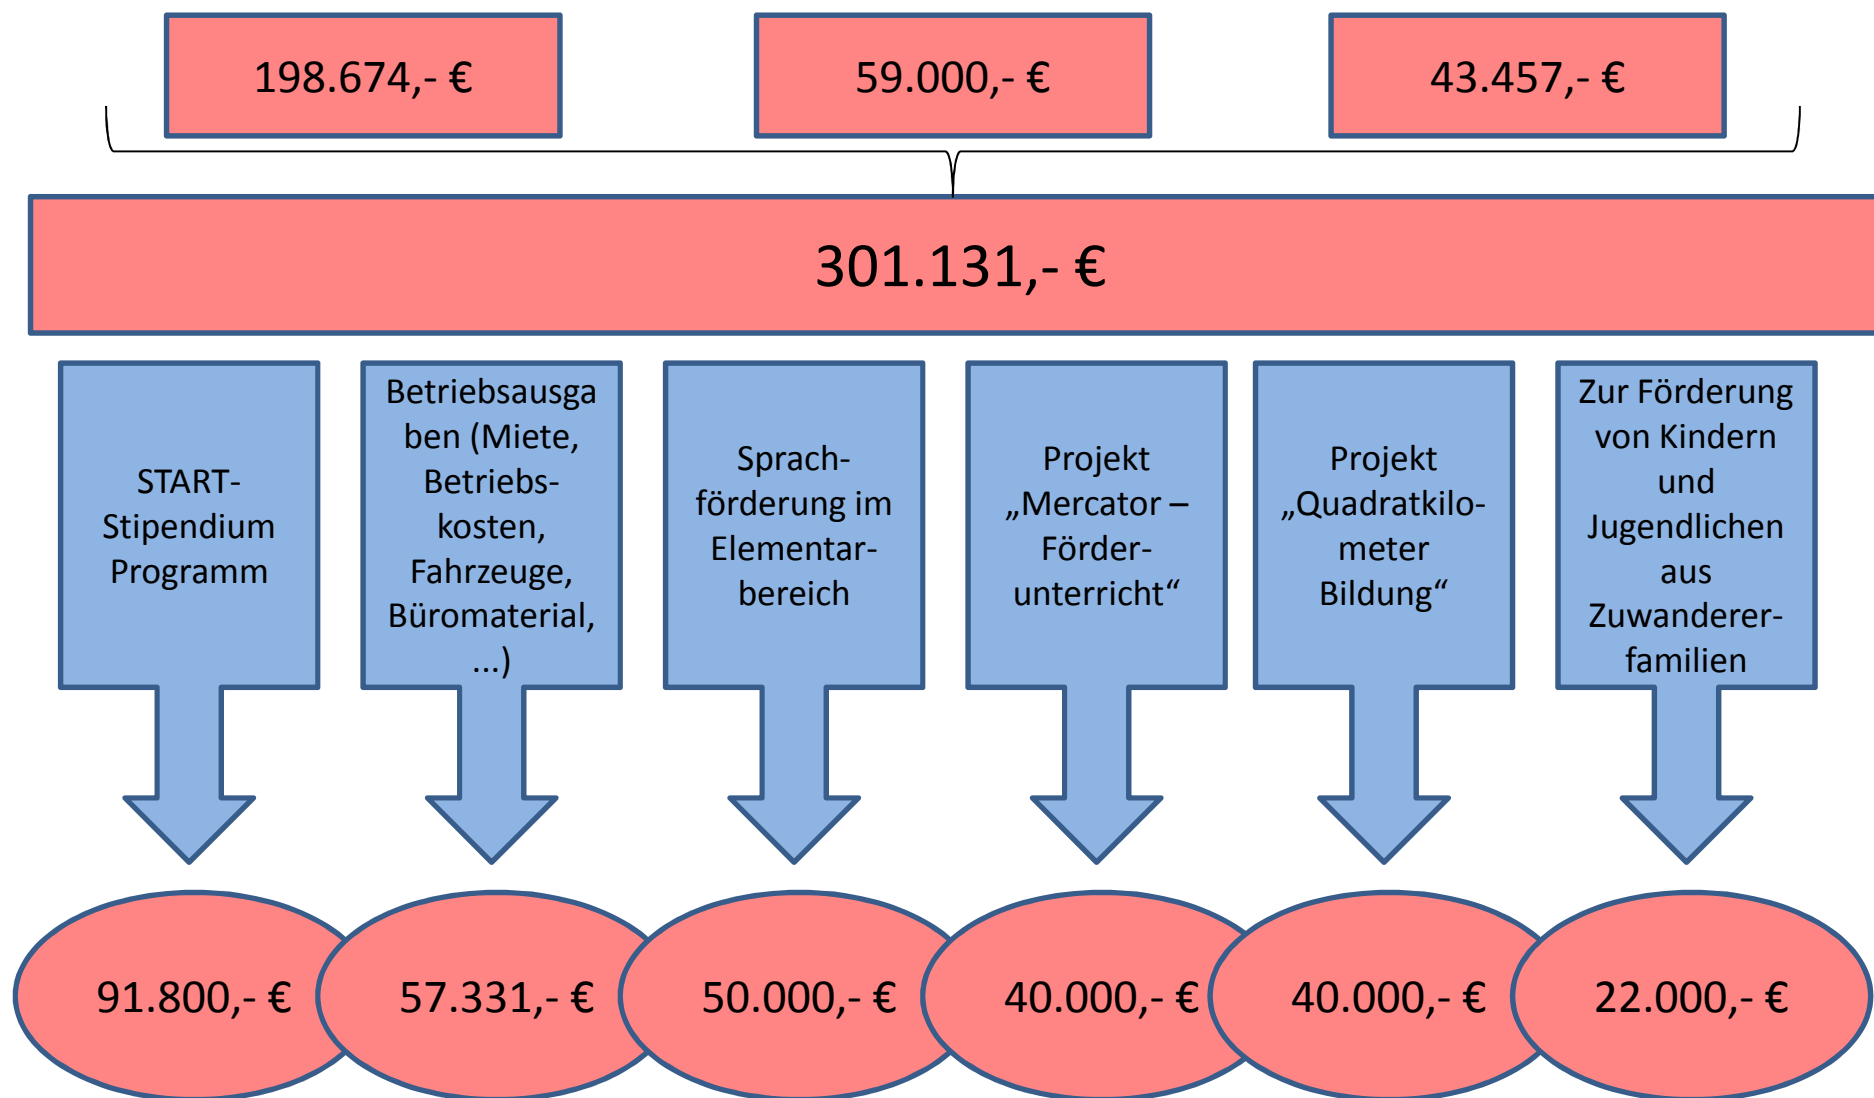 198.674,- €
59.000,- €
43.457,- €
301.131,- €
START-
Stipendium
Programm
Betriebsausga
ben (Miete,
Betriebs-
kosten,
Fahrzeuge,
Büromaterial,
...)
Sprach-
förderung im
Elementar-
bereich
Projekt
„Mercator –
Förder-
unterricht“
Projekt
„Quadratkilo-
meter
Bildung“
Zur Förderung
von Kindern
und
Jugendlichen
aus
Zuwanderer-
familien
91.800,- €
57.331,- €
50.000,- €
40.000,- €
40.000,- €
22.000,- €